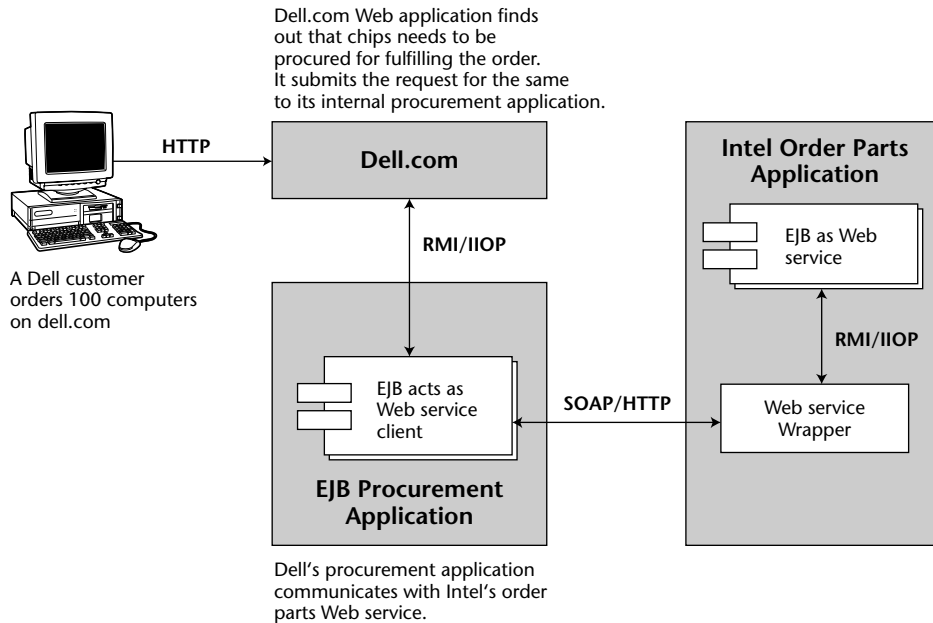 Dell.com Web application finds
out that chips needs to be
procured for fulfilling the order.
It submits the request for the same
to its internal procurement application.
HTTP
Dell.com
Intel Order Parts
Application
EJB as Web
service
RMI/IIOP
RMI/IIOP
A Dell customer
orders 100 computers
on dell.com
EJB acts as
Web service
client
SOAP/HTTP
Web service
Wrapper
EJB Procurement
Application
Dell's procurement application
communicates with Intel's order
parts Web service.